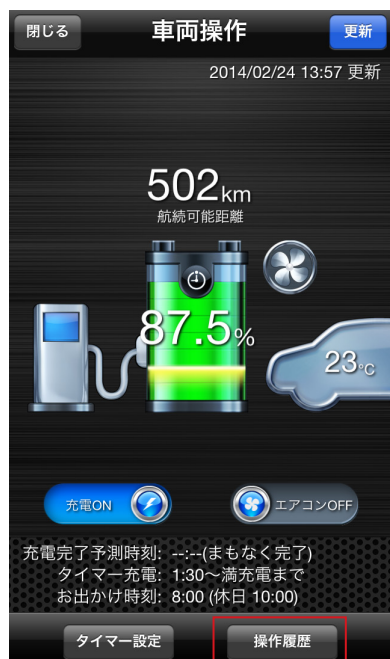 閉じる
車両操作
更新
2014/02/24 13:57 更新
502km
航続可能距離
87.5%
23℃
充電ON
エアコンOFF
充電完了予測時刻: --:--(まもなく完了)
タイマー充電: 1:30〜満充電まで
お出かけ時刻: 8:00 (休日 10:00)
タイマー設定
操作履歴